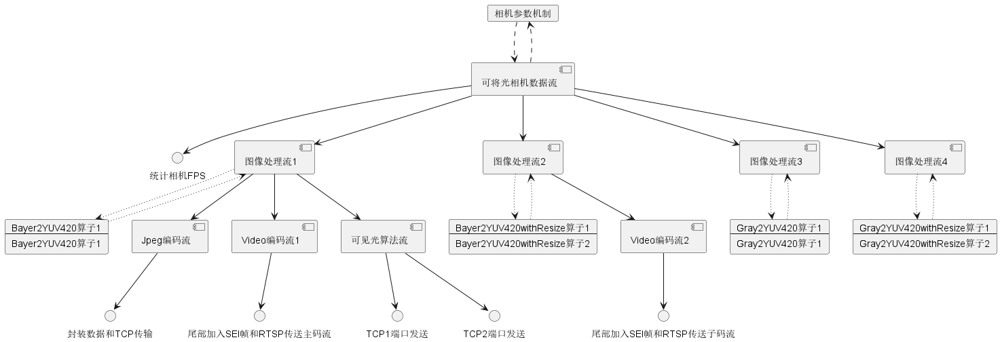 相机参数机制
可将光相机数据流
统计相机FPS
图像处理流1
图像处理流2
图像处理流3
图像处理流4
Bayer2YUV420算子1
Bayer2YUV420算子1
Jpeg编码流
Video编码流1
可见光算法流
Bayer2YUV420withResize算子1
Bayer2YUV420withResize算子2
Video编码流2
Gray2YUV420算子1
Gray2YUV420算子1
Gray2YUV420withResize算子1
Gray2YUV420withResize算子2
封装数据和TCP传输
尾部加入SEI帧和RTSP传送主码流
TCP1端口发送
TCP2端口发送
尾部加入SEI帧和RTSP传送子码流